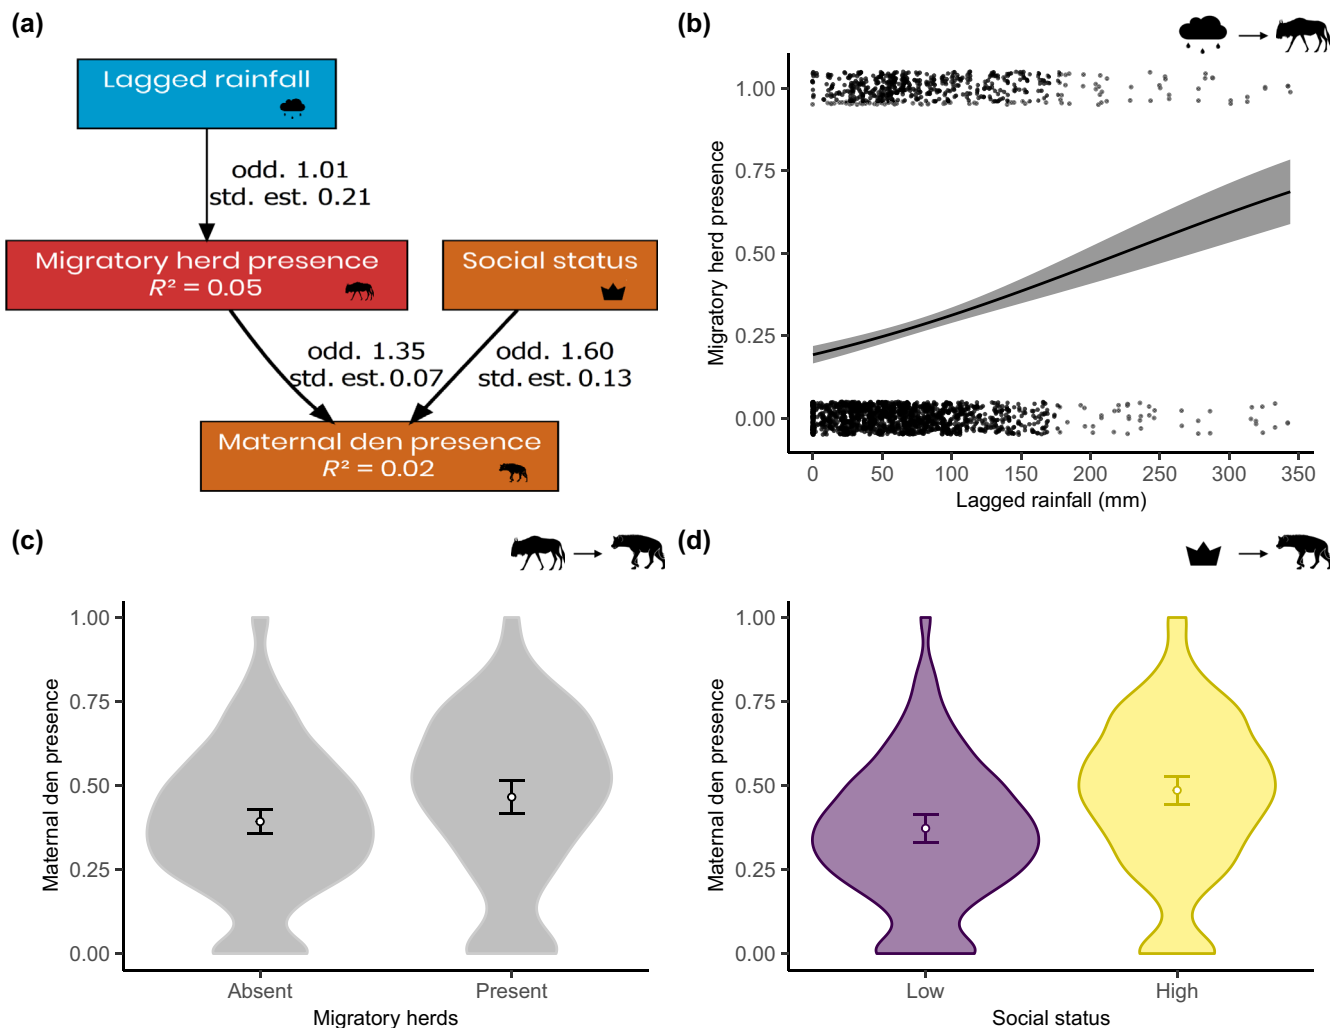 (a)
Lagged rainfall
odd. 1.01
std. est. 0.21
Migratory herd presence
R² = 0.05
Social status
odd. 1.35
std. est. 0.07
odd. 1.60
std. est. 0.13
Maternal den presence
R² = 0.02
(b)
Migratory herd presence
1.00
0.75
0.50
0.25
0.00
0 50 100 150 200 250 300 350
Lagged rainfall (mm)
(c)
Maternal den presence
1.00
0.75
0.50
0.25
0.00
Absent Present
Migratory herds
(d)
Maternal den presence
1.00
0.75
0.50
0.25
0.00
Low High
Social status